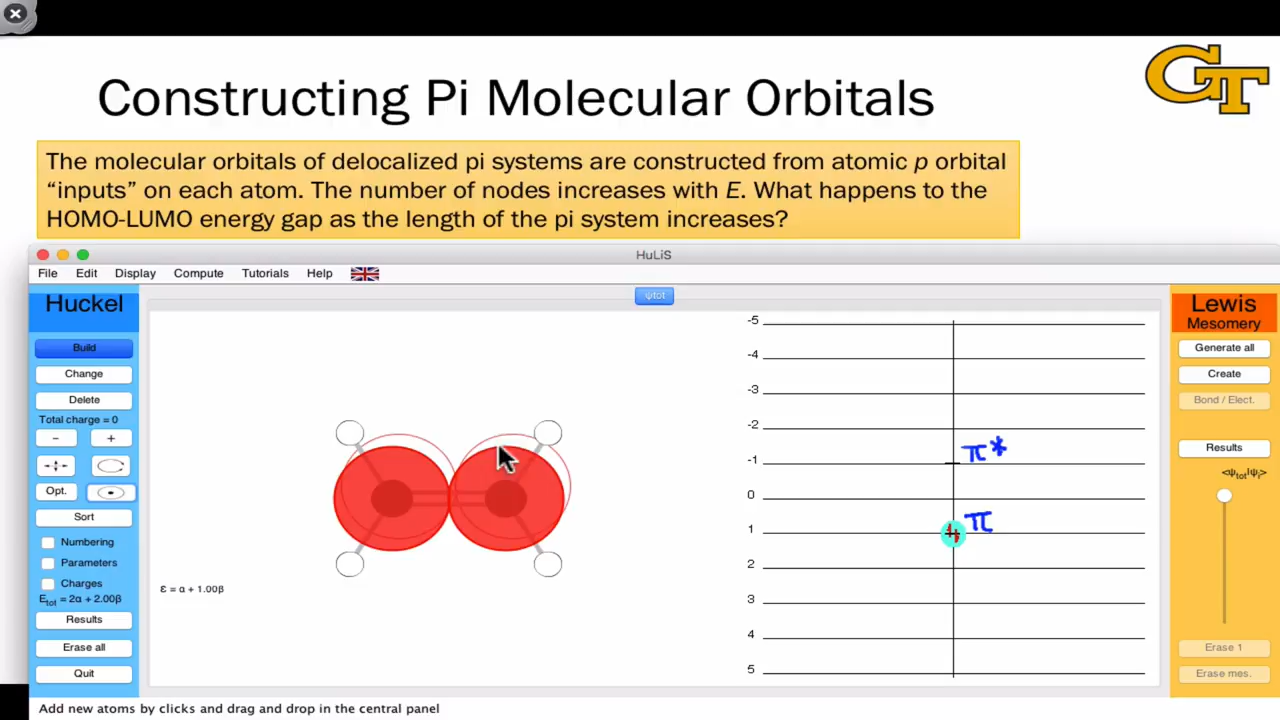 GT
Constructing Pi Molecular Orbitals
The molecular orbitals of delocalized pi systems are constructed from atomic p orbital
“inputs” on each atom. The number of nodes increases with E. What happens to the
HOMO-LUMO energy gap as the length of the pi system increases?
HuLiS
File Edit Display Compute Tutorials Help
Huckel
Build
Change
Delete
Total charge = 0
- +
Opt.
Sort
Numbering
Parameters
Charges
Etot = 2α + 2.00β
Results
Erase all
Quit
ψtot
ε = α + 1.00β
-5
-4
-3
-2
-1
0
1
2
3
4
5
π*
π
Lewis
Mesomery
Generate all
Create
Bond / Elect.
Results
<ψtot|ψi>
Erase 1
Erase mes.
Add new atoms by clicks and drag and drop in the central panel